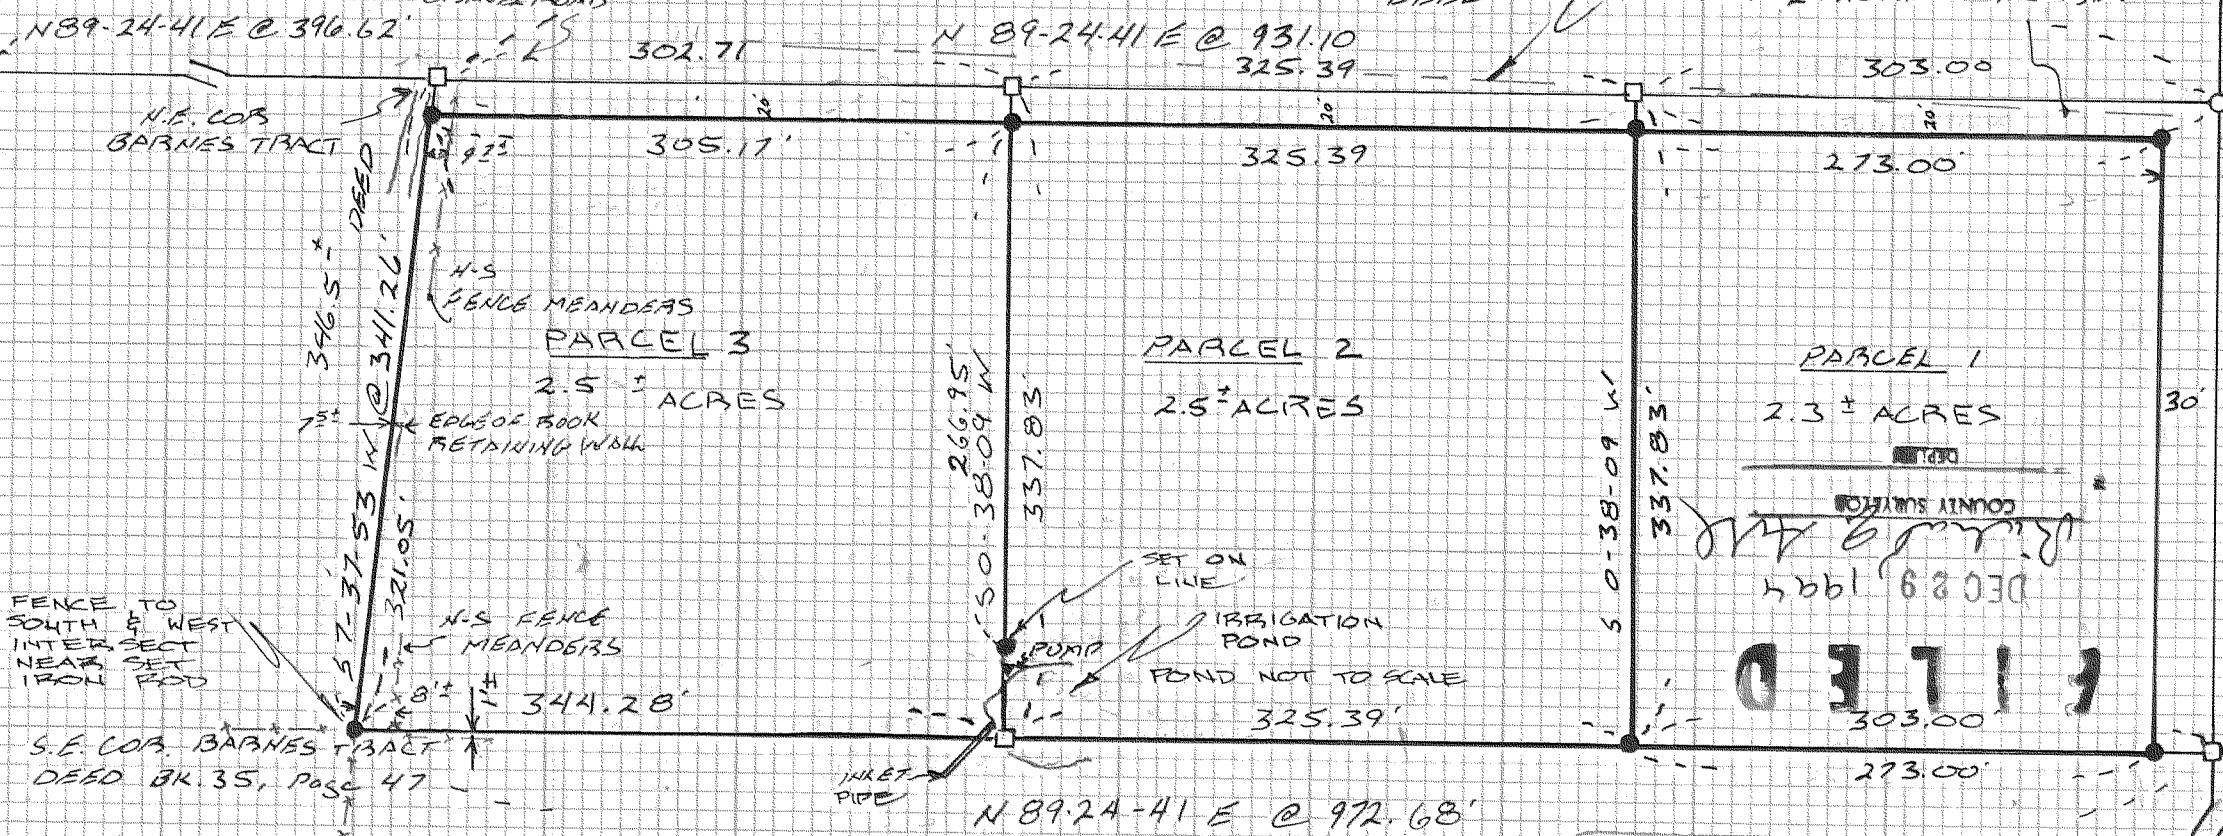 N 89-24-41 E @ 396.62'
302.71
N 89-24-41 E @ 931.10
325.39
303.00
N.E. COR
BARNES TRACT
20'
20'
20'
305.17'
325.39
273.00'
346.5 ± DEED
S 7-37-53 W @ 341.26'
321.05'
N-S
FENCE MEANDERS
PARCEL 3
2.5 ± ACRES
PARCEL 2
2.5 ± ACRES
PARCEL 1
2.3 ± ACRES
30'
266.95'
S 0-38-09 W
337.83'
S 0-38-09 W
337.83'
EDGE OF ROCK
RETAINING WALL
COUNTY SURVEYOR
DEC 29 1994
FILED
SET ON
LINE
IRRIGATION
POND
PUMP
POND NOT TO SCALE
FENCE TO
SOUTH & WEST
INTERSECT
NEAR SET
IRON ROD
N-S FENCE
MEANDERS
8'±
1'±
344.28'
325.39'
303.00'
273.00'
S.E. COR. BARNES TRACT
DEED BK. 35, Page 47
INLET
PIPE
N 89-24-41 E @ 972.68'